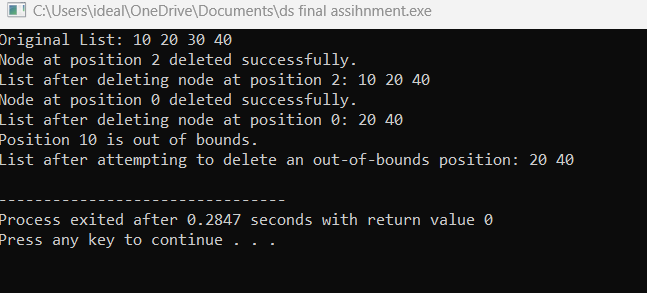 C:\Users\ideal\OneDrive\Documents\ds final assihnment.exe
Original List: 10 20 30 40
Node at position 2 deleted successfully.
List after deleting node at position 2: 10 20 40
Node at position 0 deleted successfully.
List after deleting node at position 0: 20 40
Position 10 is out of bounds.
List after attempting to delete an out-of-bounds position: 20 40
--------------------------------
Process exited after 0.2847 seconds with return value 0
Press any key to continue . . .